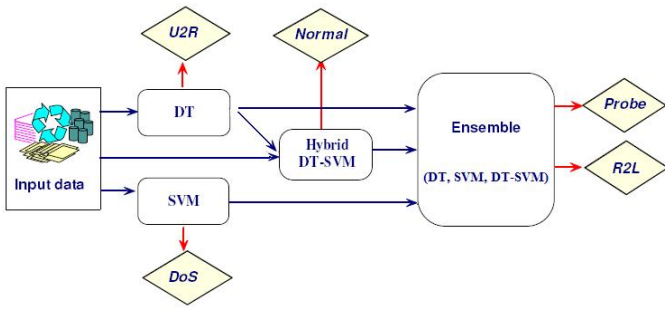 U2R
Normal
DT
Ensemble
Probe
Hybrid
DT-SVM
(DT, SVM, DT-SVM)
R2L
Input data
SVM
DoS